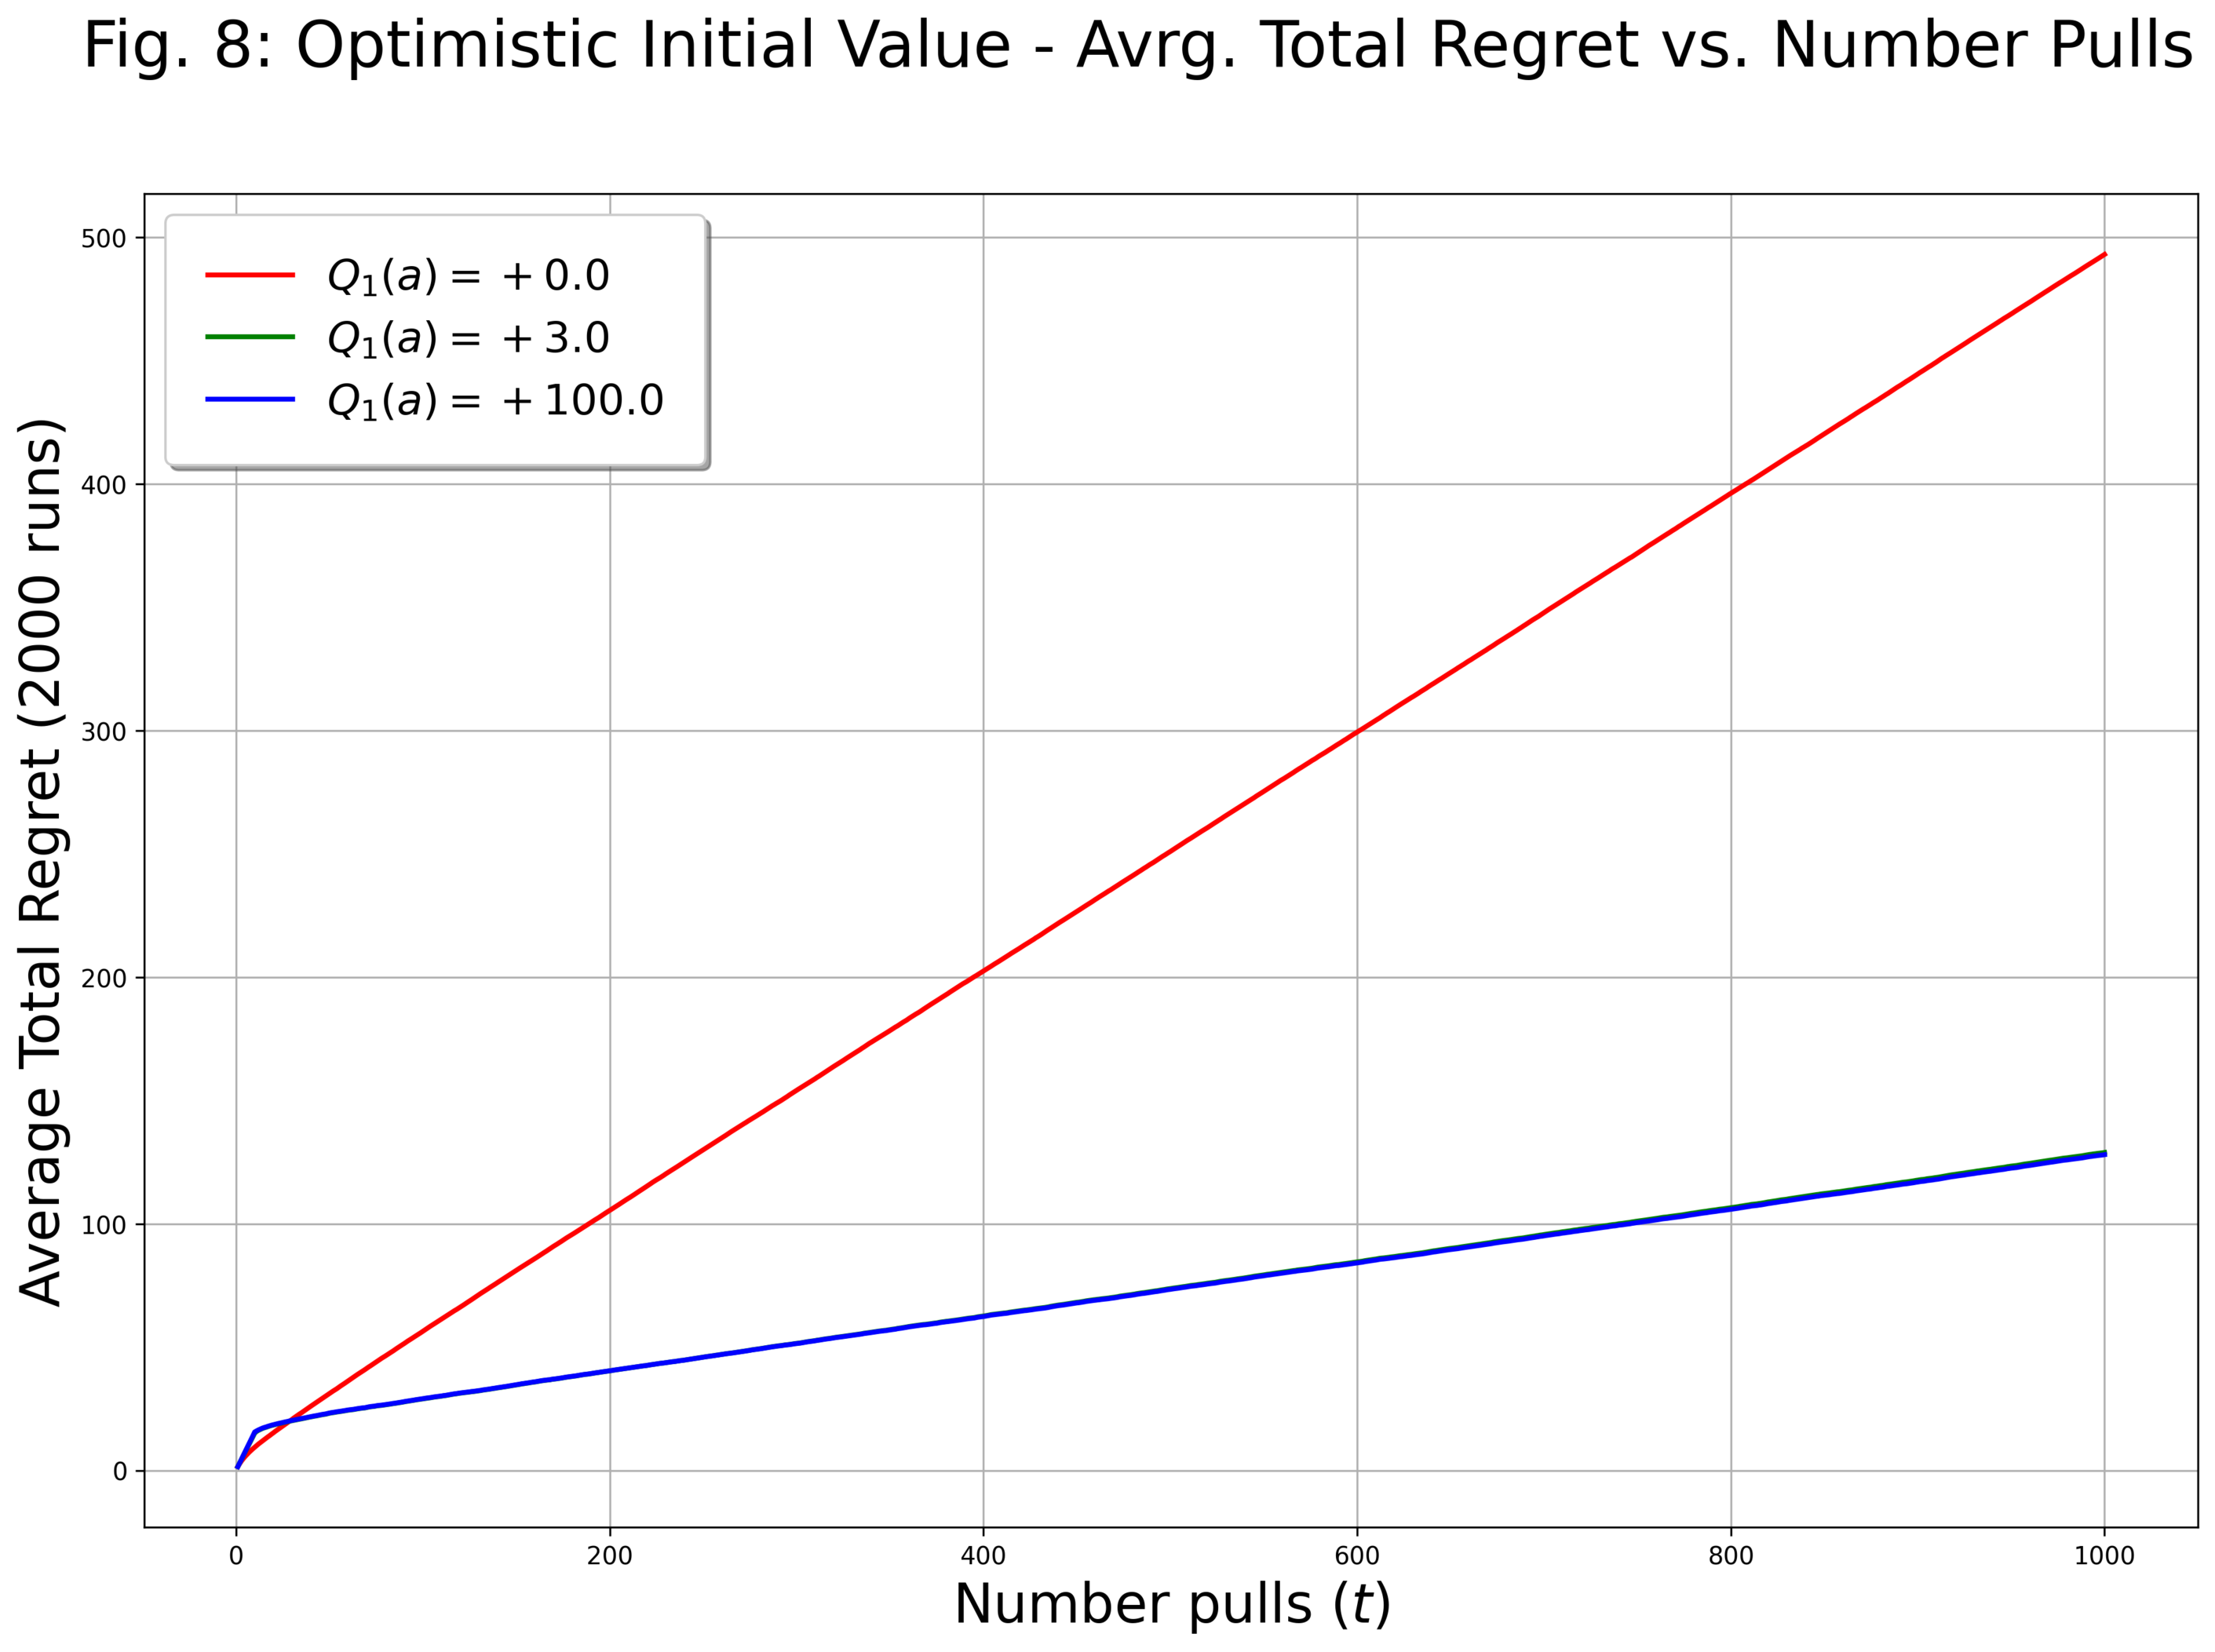 Fig. 8: Optimistic Initial Value - Avrg. Total Regret vs. Number Pulls
Q₁(a) = + 0.0
Q₁(a) = + 3.0
Q₁(a) = + 100.0
Average Total Regret (2000 runs)
500
400
300
200
100
0
0 200 400 600 800 1000
Number pulls (t)